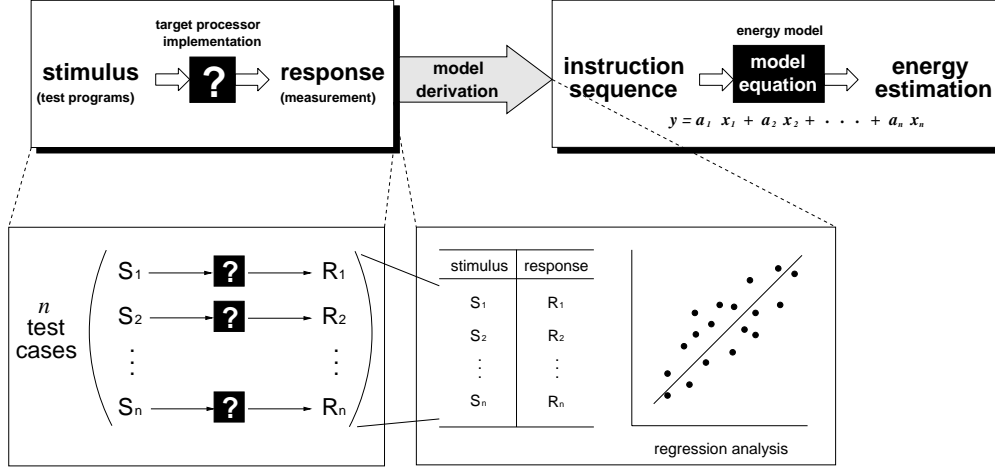 target processor
implementation
stimulus
(test programs)
?
response
(measurement)
model
derivation
instruction
sequence
energy model
model
equation
energy
estimation
y = a1 x1 + a2 x2 + · · · + an xn
n
test
cases
S1 ? R1
S2 ? R2
Sn ? Rn
stimulus response
S1 R1
S2 R2
Sn Rn
regression analysis